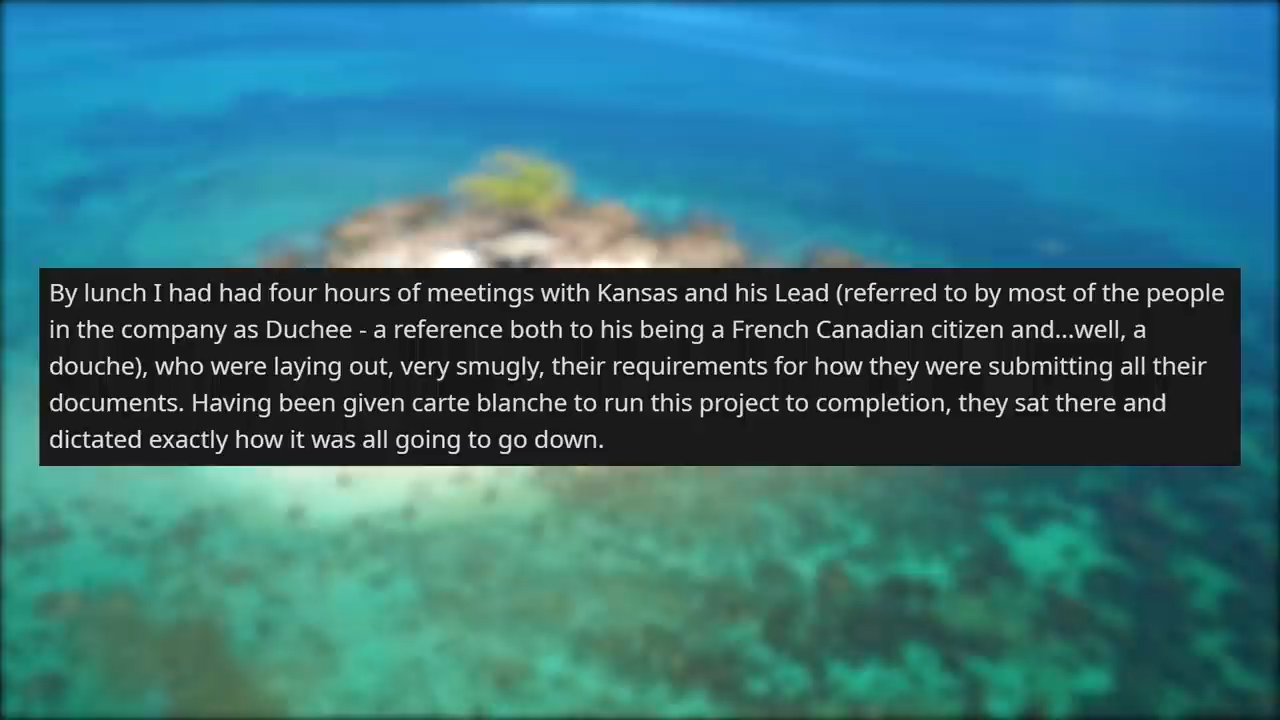 By lunch I had had four hours of meetings with Kansas and his Lead (referred to by most of the people
in the company as Duchee - a reference both to his being a French Canadian citizen and...well, a
douche), who were laying out, very smugly, their requirements for how they were submitting all their
documents. Having been given carte blanche to run this project to completion, they sat there and
dictated exactly how it was all going to go down.